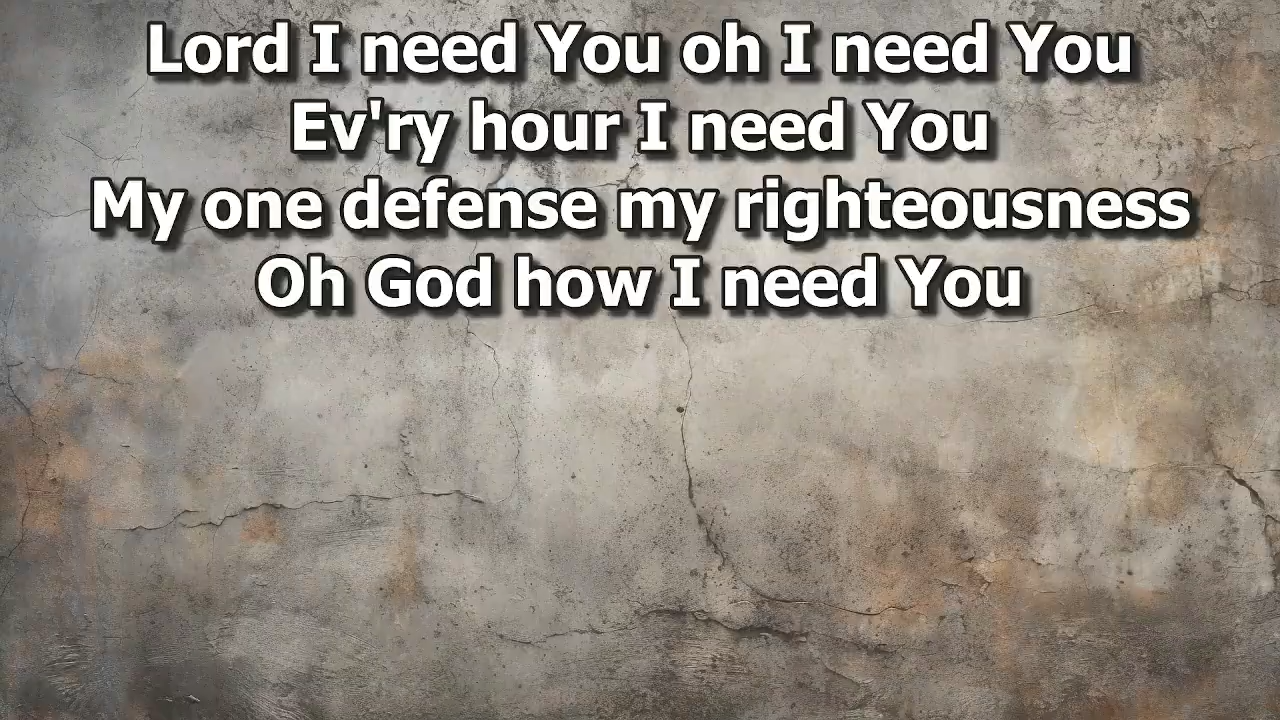 Lord I need You oh I need You
Ev'ry hour I need You
My one defense my righteousness
Oh God how I need You